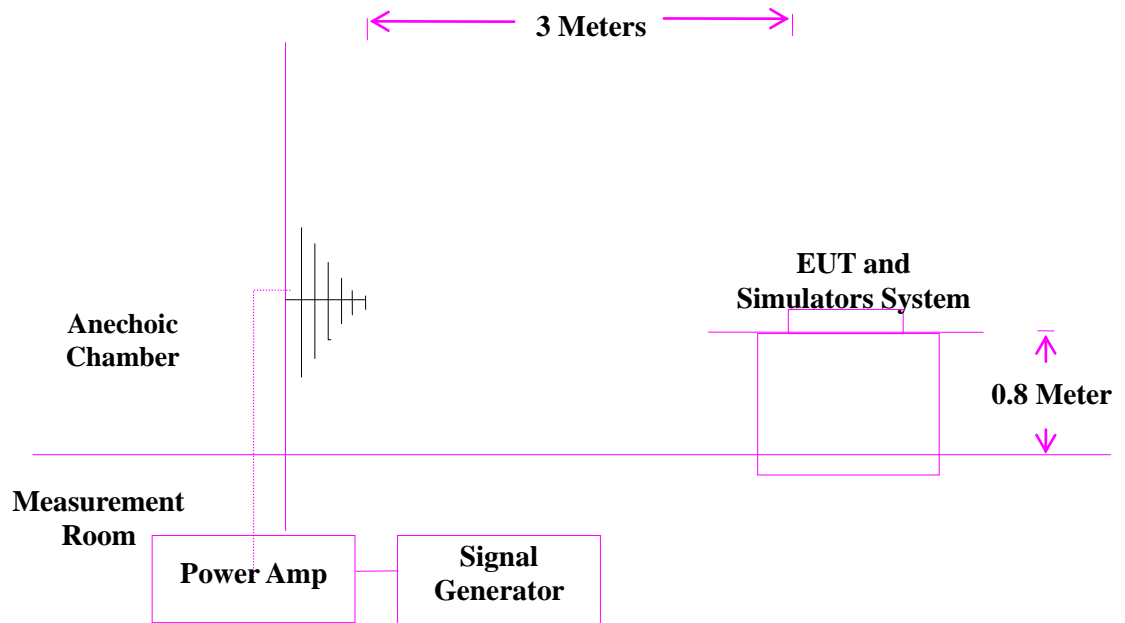 3 Meters
EUT and
Simulators System
Anechoic
Chamber
0.8 Meter
Measurement
Room
Power Amp
Signal
Generator